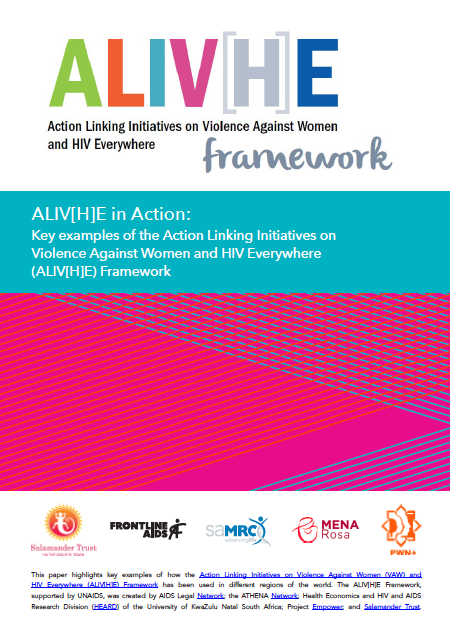 ALIV[H]E
Action Linking Initiatives on Violence Against Women
and HIV Everywhere
framework
ALIV[H]E in Action:
Key examples of the Action Linking Initiatives on
Violence Against Women and HIV Everywhere
(ALIV[H]E) Framework
Salamander Trust
FRONTLINE
AIDS
saMRC
advancing life
MENA
Rosa
PWN+
This paper highlights key examples of how the Action Linking Initiatives on Violence Against Women (VAW) and
HIV Everywhere (ALIV[H]E) Framework has been used in different regions of the world. The ALIV[H]E Framework,
supported by UNAIDS, was created by AIDS Legal Network; the ATHENA Network; Health Economics and HIV and AIDS
Research Division (HEARD) of the University of KwaZulu Natal South Africa; Project Empower; and Salamander Trust.